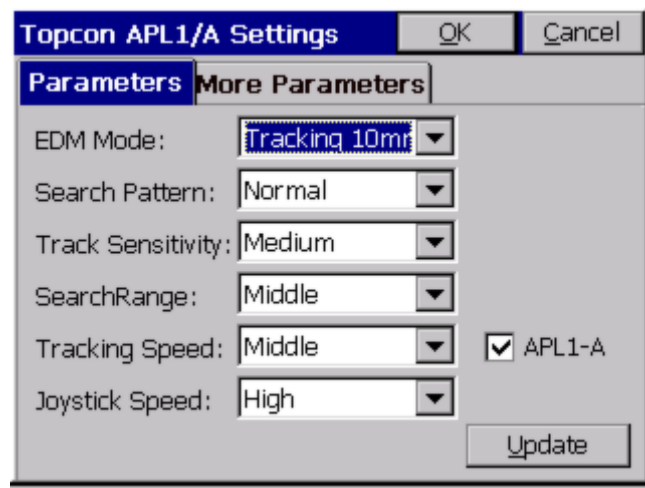 Topcon APL1/A Settings OK Cancel
Parameters More Parameters
EDM Mode: Tracking 10mr
Search Pattern: Normal
Track Sensitivity: Medium
SearchRange: Middle
Tracking Speed: Middle APL1-A
Joystick Speed: High
Update